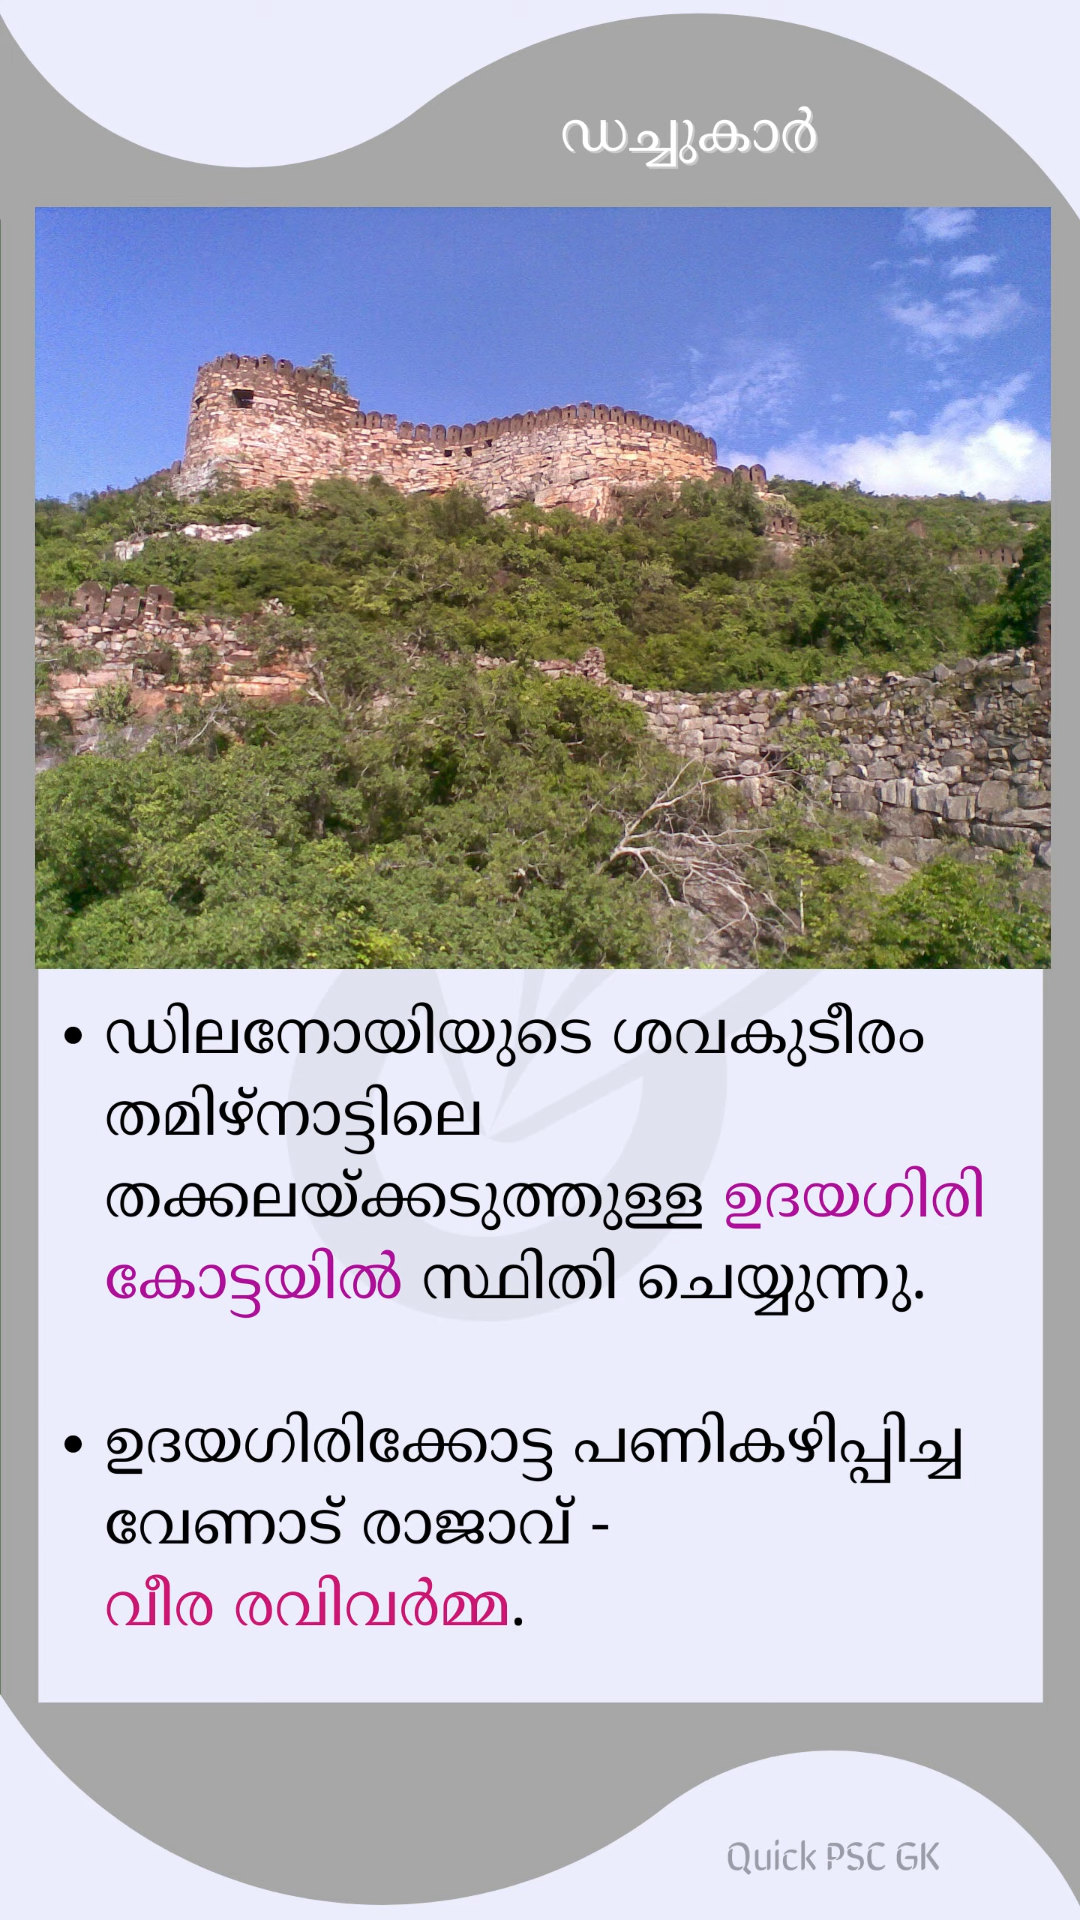 ഡച്ചുകാർ
• ഡിലനോയിയുടെ ശവകുടീരം
തമിഴ്നാട്ടിലെ
തക്കലയ്ക്കടുത്തുള്ള ഉദയഗിരി
കോട്ടയിൽ സ്ഥിതി ചെയ്യുന്നു.
• ഉദയഗിരിക്കോട്ട പണികഴിപ്പിച്ച
വേണാട് രാജാവ് -
വീര രവിവർമ്മ.
Quick PSC GK